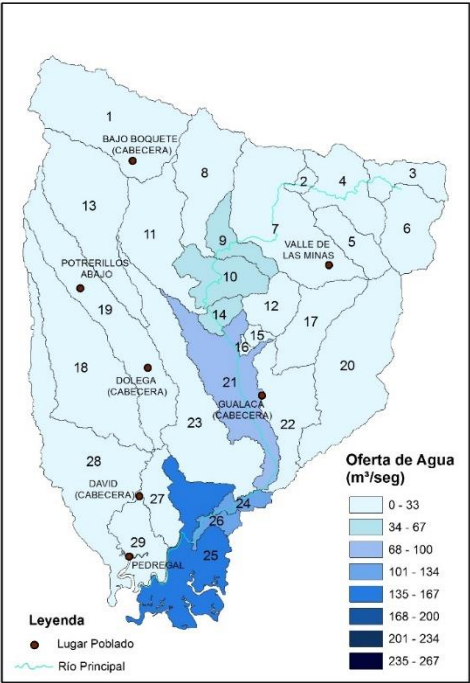 1
BAJO BOQUETE
(CABECERA)
8
2
4
3
13
7
6
11
9
5
VALLE DE
LAS MINAS
POTRERILLOS
ABAJO
10
19
14
12
17
15
16
18
DOLEGA
(CABECERA)
20
21
GUALACA
(CABECERA)
23
22
28
DAVID
(CABECERA)
27
24
26
29
25
PEDREGAL
Oferta de Agua
(m³/seg)
0 - 33
34 - 67
68 - 100
101 - 134
135 - 167
168 - 200
201 - 234
235 - 267
Leyenda
Lugar Poblado
Río Principal